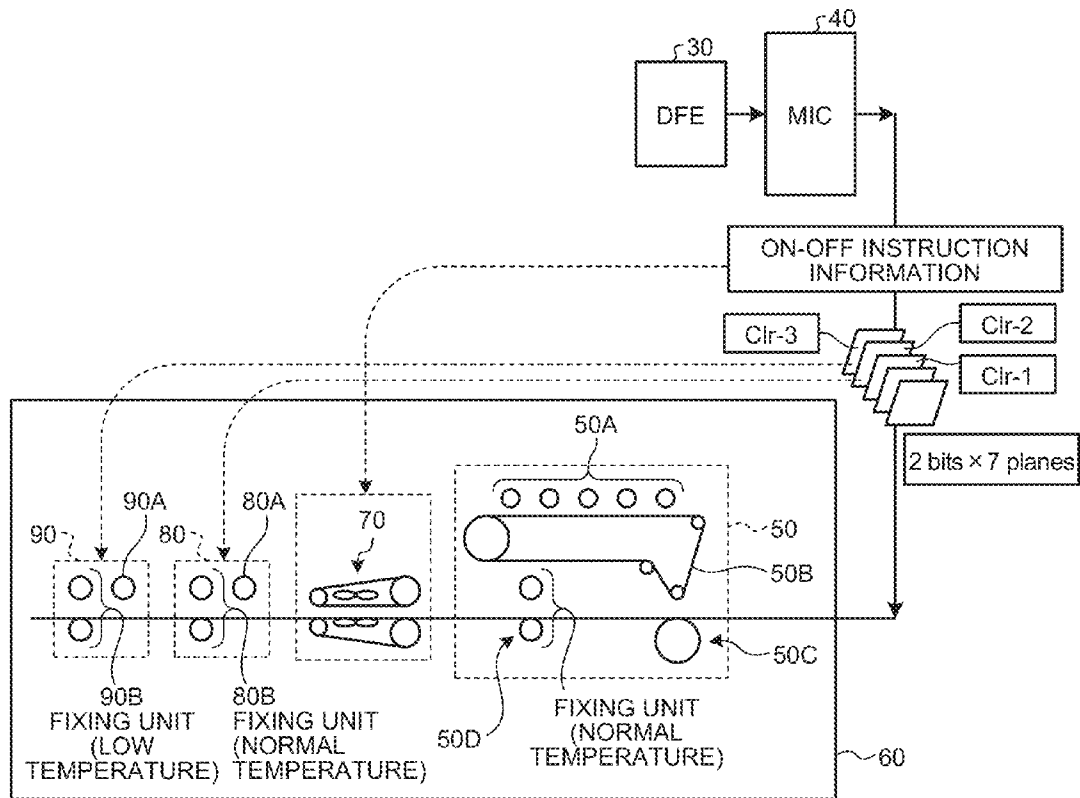 40
30
DFE
MIC
ON-OFF INSTRUCTION
INFORMATION
Clr-3
Clr-2
Clr-1
2 bits × 7 planes
50A
90
90A
80
80A
70
50
50B
90B
80B
50D
50C
FIXING UNIT
(LOW
TEMPERATURE)
FIXING UNIT
(NORMAL
TEMPERATURE)
FIXING UNIT
(NORMAL
TEMPERATURE)
60